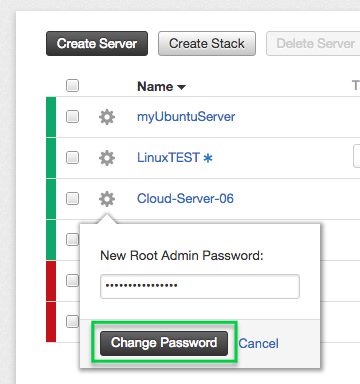 Create Server Create Stack Delete Server
Name T
myUbuntuServer
LinuxTEST *
Cloud-Server-06
New Root Admin Password:
••••••••••••••••
Change Password Cancel